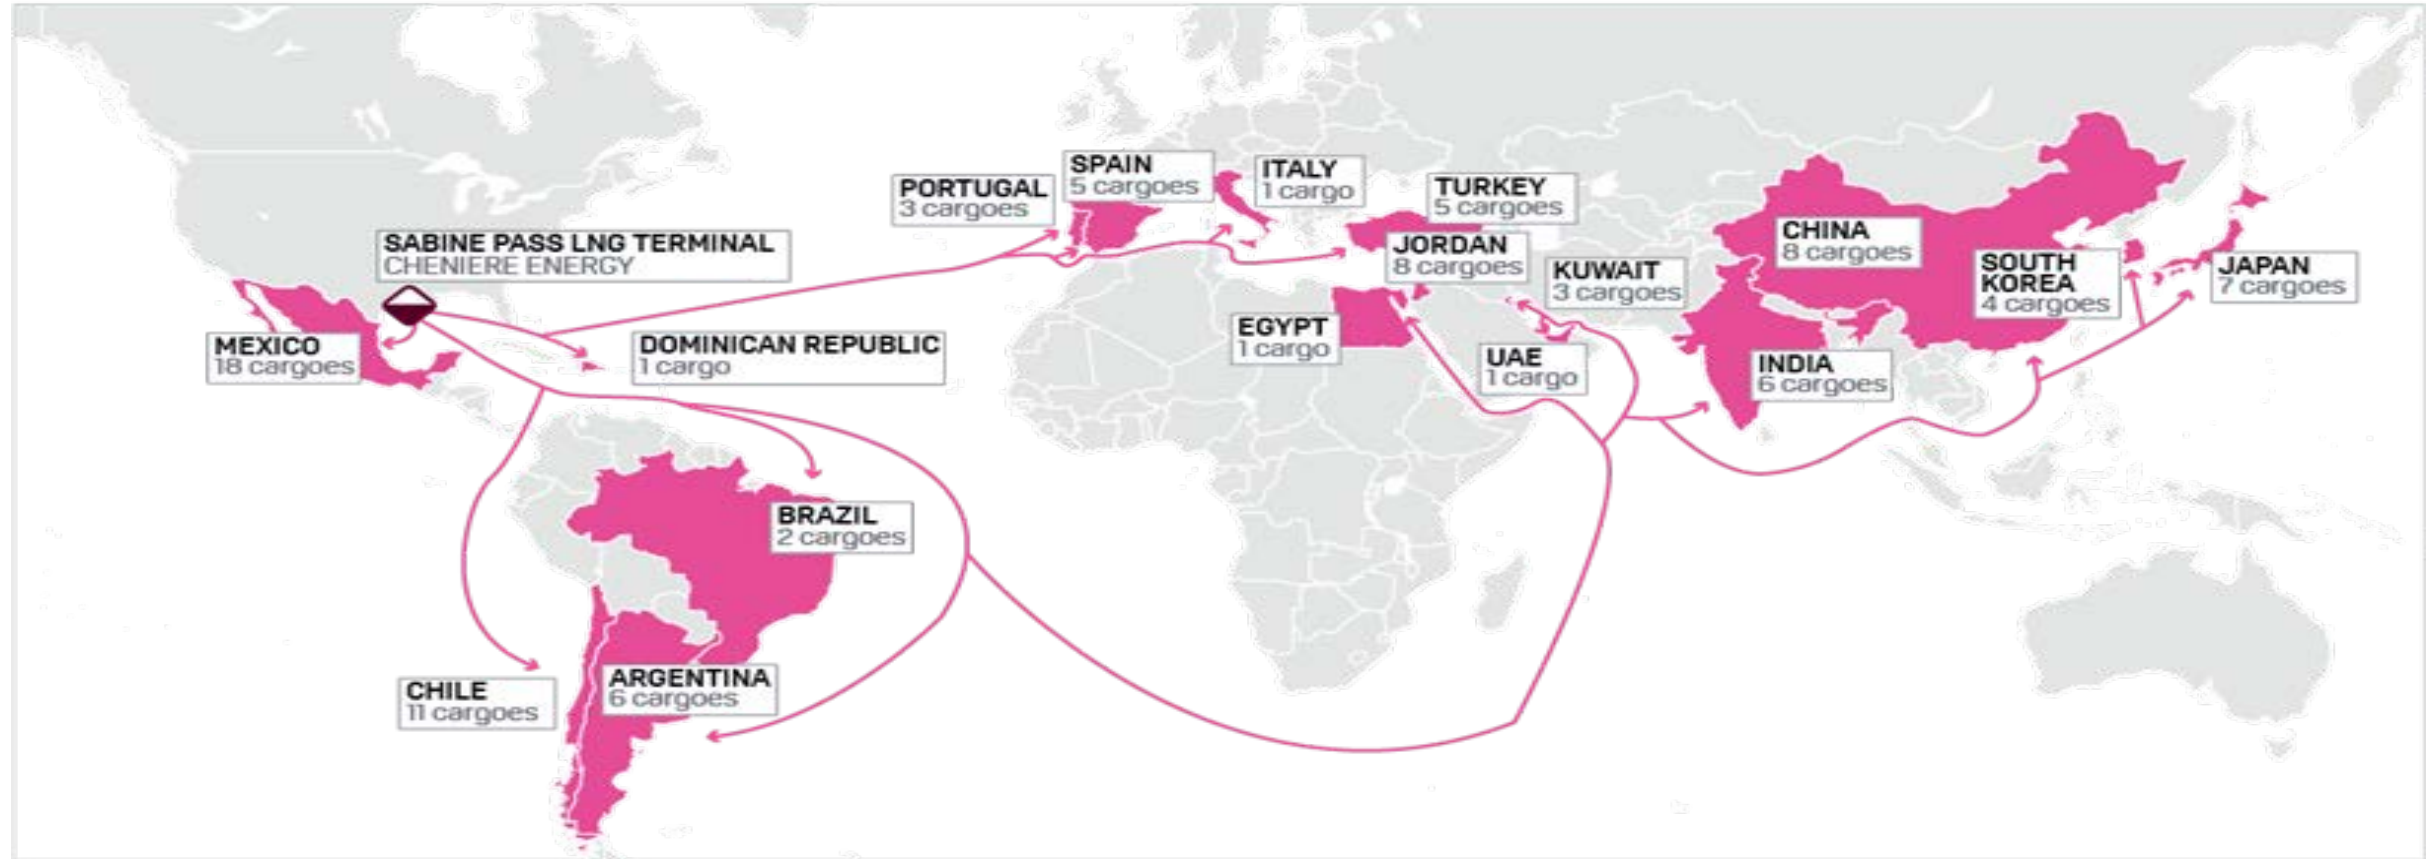 SPAIN
5 cargoes
ITALY
1 cargo
PORTUGAL
3 cargoes
TURKEY
5 cargoes
SABINE PASS LNG TERMINAL
CHENIERE ENERGY
JORDAN
8 cargoes
CHINA
8 cargoes
KUWAIT
3 cargoes
SOUTH
KOREA
4 cargoes
JAPAN
7 cargoes
MEXICO
18 cargoes
DOMINICAN REPUBLIC
1 cargo
EGYPT
1 cargo
UAE
1 cargo
INDIA
6 cargoes
BRAZIL
2 cargoes
CHILE
11 cargoes
ARGENTINA
6 cargoes